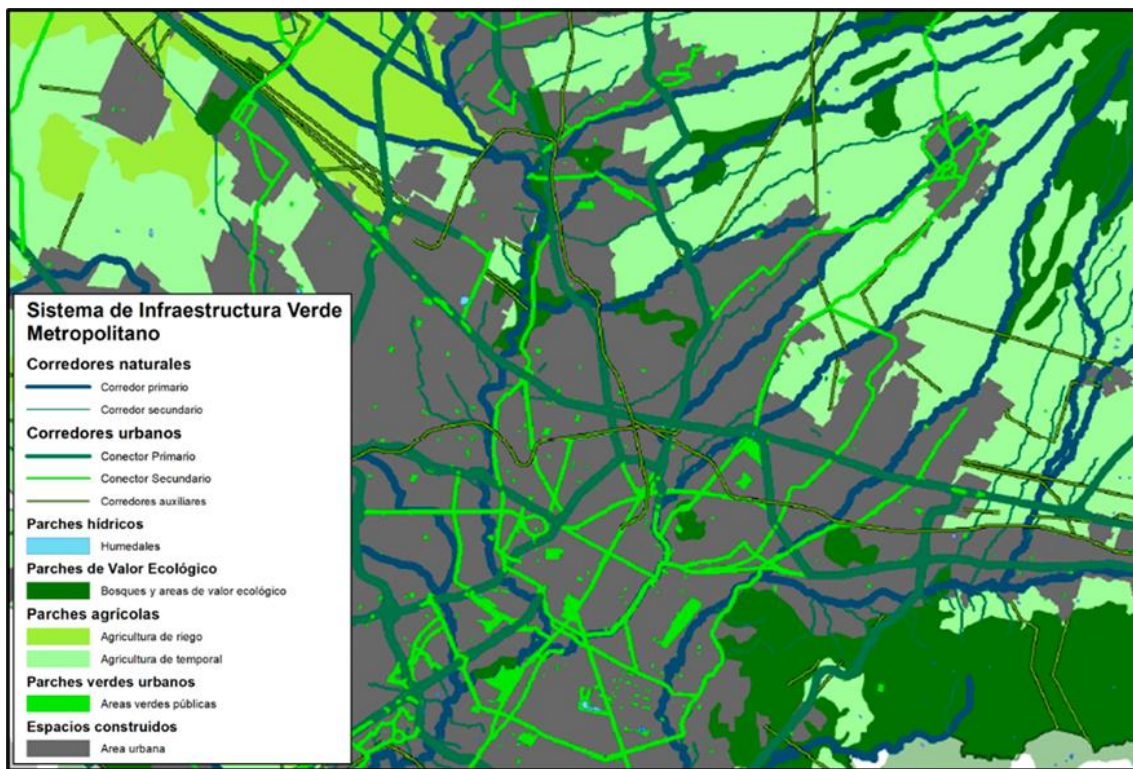 Sistema de Infraestructura Verde
Metropolitano
Corredores naturales
Corredor primario
Corredor secundario
Corredores urbanos
Conector Primario
Conector Secundario
Corredores auxiliares
Parches hídricos
Humedales
Parches de Valor Ecológico
Bosques y areas de valor ecológico
Parches agrícolas
Agricultura de riego
Agricultura de temporal
Parches verdes urbanos
Areas verdes públicas
Espacios construidos
Area urbana